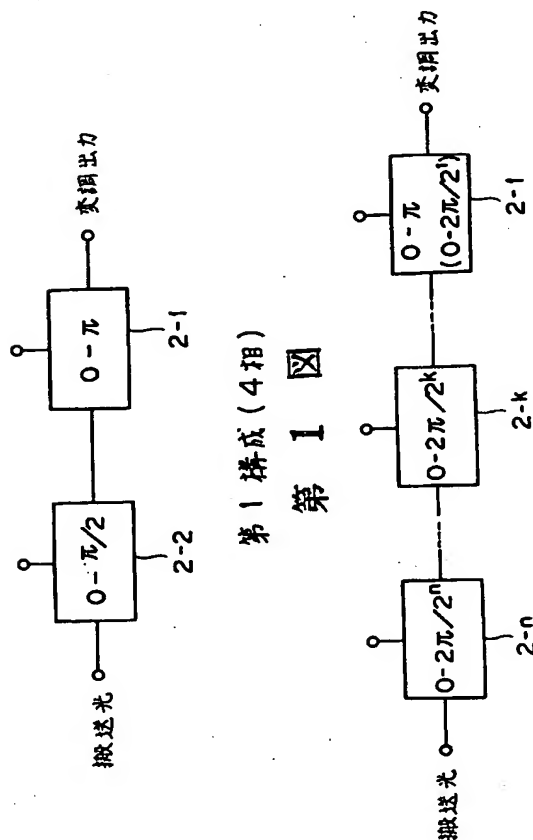 搬送光
0-π/2
2-2
0-π
2-1
変調出力
第1構成(4相)
第 1 図
搬送光
0-2π/2ⁿ
2-n
0-2π/2ᵏ
2-k
0-π
(0-2π/2¹)
2-1
変調出力